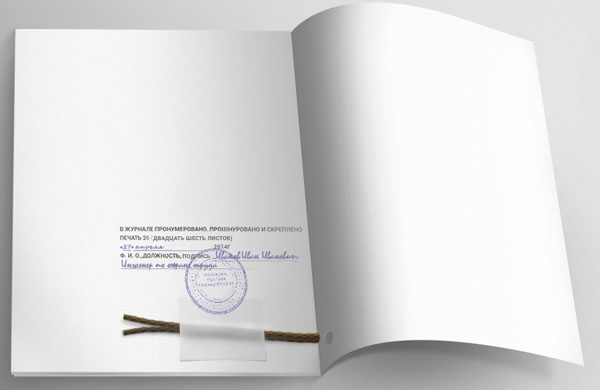 В ЖУРНАЛЕ ПРОНУМЕРОВАНО, ПРОШНУРОВАНО И СКРЕПЛЕНО
ПЕЧАТЬ 26 (ДВАДЦАТЬ ШЕСТЬ ЛИСТОВ)
«27» апреля 2014Г
Ф. И. О., ДОЛЖНОСТЬ, ПОДПИСЬ Иванов Иван Иванович
Инженер по охране труда